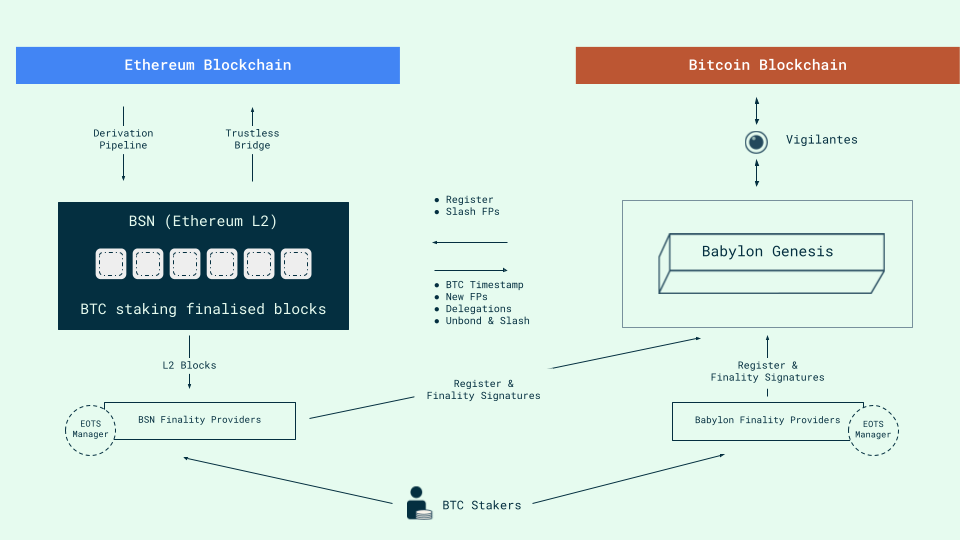 Ethereum Blockchain
Bitcoin Blockchain
Derivation
Pipeline
Trustless
Bridge
Vigilantes
● Register
● Slash FPs
BSN (Ethereum L2)
BTC staking finalised blocks
Babylon Genesis
● BTC Timestamp
● New FPs
● Delegations
● Unbond & Slash
L2 Blocks
Register &
Finality Signatures
Register &
Finality Signatures
EOTS
Manager
BSN Finality Providers
Babylon Finality Providers
EOTS
Manager
BTC Stakers